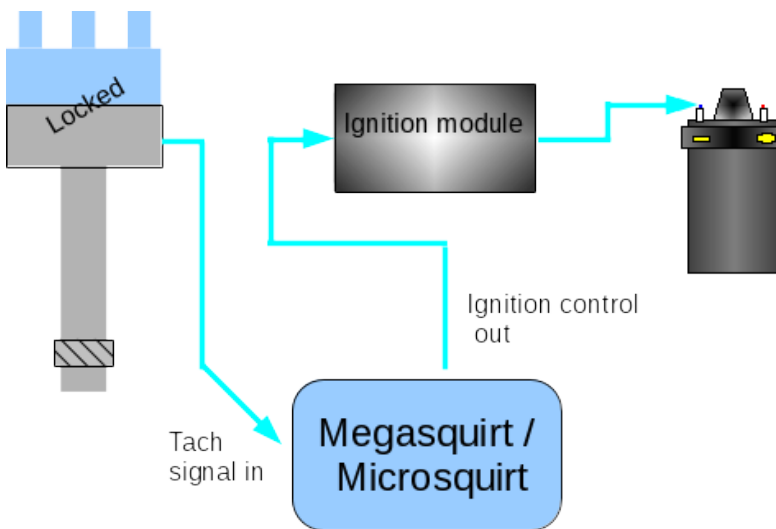 Locked
Ignition module
Ignition control
out
Tach
signal in
Megasquirt /
Microsquirt